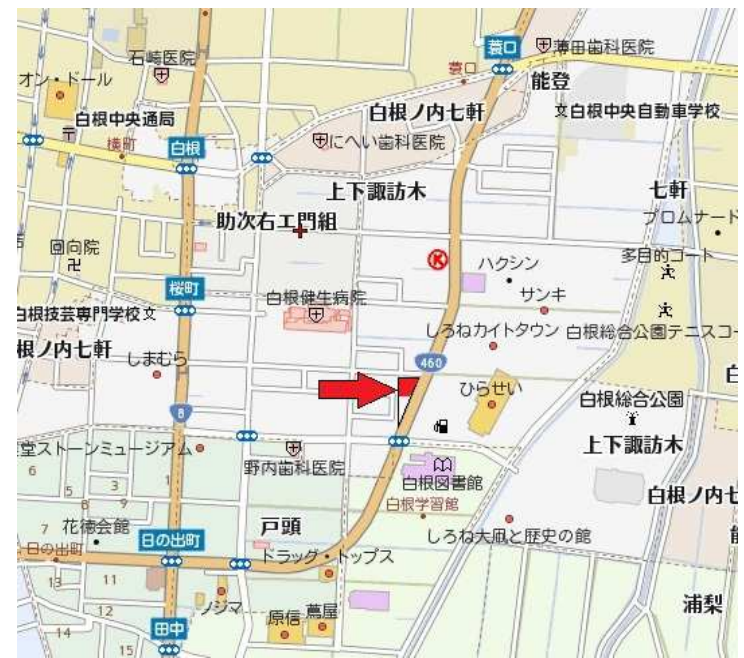 蓑口
薄田歯科医院
石崎医院
蓑口
能登
オン・ドール
白根ノ内七軒
文白根中央自動車学校
白根中央通局
横町
白根
にへい歯科医院
上下諏訪木
七軒
助次右エ門組
プロムナード
回向院
K
ハクシン
多目的コート
桜町
白根健生病院
サンキ
白根技芸専門学校文
しろねカイトタウン
白根総合公園テニスコー
根ノ内七軒
しまむら
460
ひらせい
白根総合公園
8
上下諏訪木
堂ストーンミュージアム
野内歯科医院
白根図書館
白根ノ内七
6
5
3
1
白根学習館
9
8
7
花徳会館
戸頭
しろね大凧と歴史の館
日の出町
日の出町
ドラッグ・トップス
13
11
ノジマ
浦梨
12
原信
蔦屋
14
田中
15